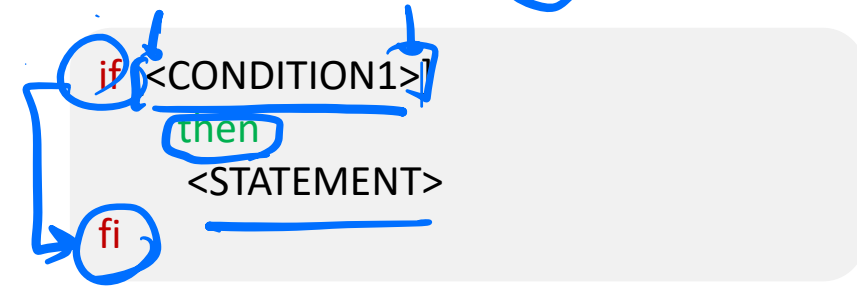 if [<CONDITION1>]
then
<STATEMENT>
fi